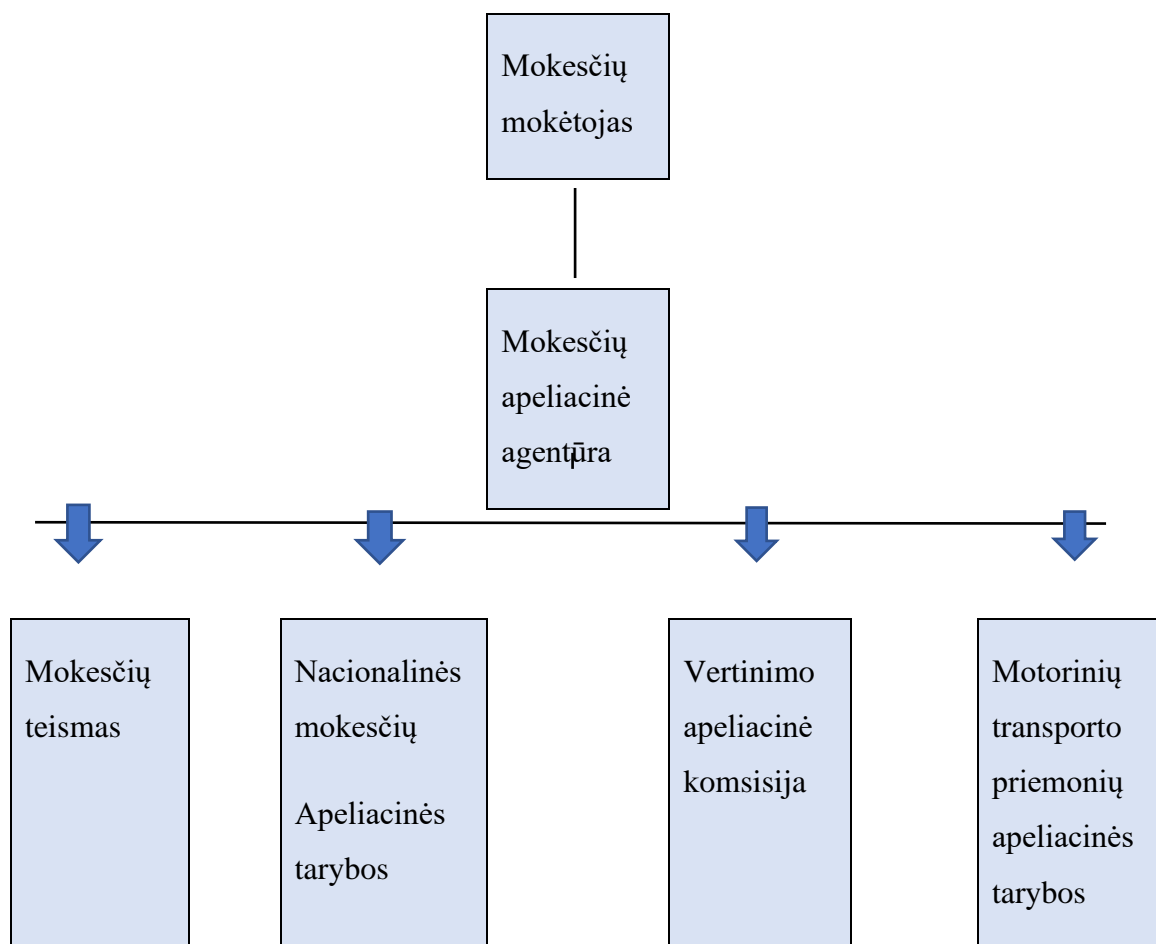 Mokesčių
mokėtojas
Mokesčių
apeliacinė
agentūra
Mokesčių
teismas
Nacionalinės
mokesčių
Apeliacinės
tarybos
Vertinimo
apeliacinė
komsisija
Motorinių
transporto
priemonių
apeliacinės
tarybos